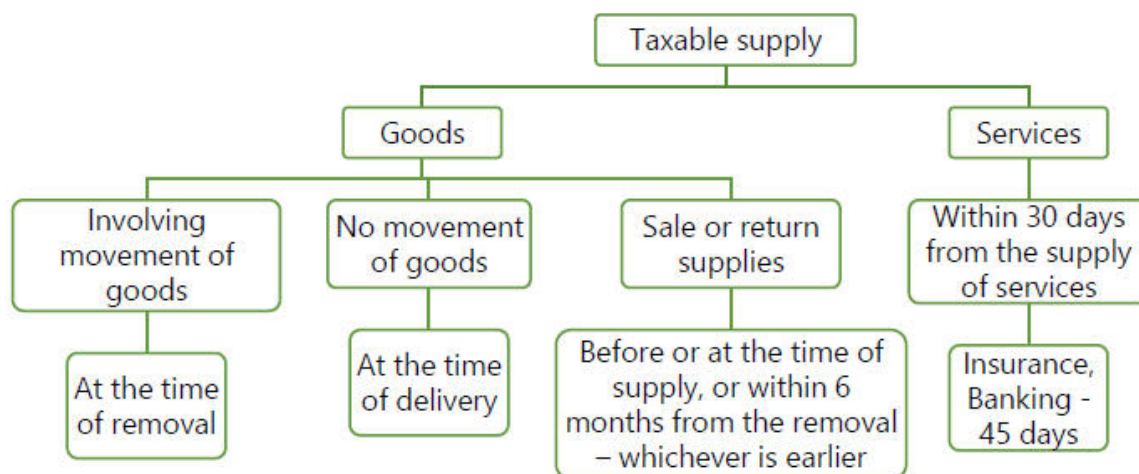 Taxable supply
Goods
Services
Involving
movement of
goods
No movement
of goods
Sale or return
supplies
Within 30 days
from the supply
of services
At the time
of removal
At the time
of delivery
Before or at the time of
supply, or within 6
months from the removal
– whichever is earlier
Insurance,
Banking -
45 days